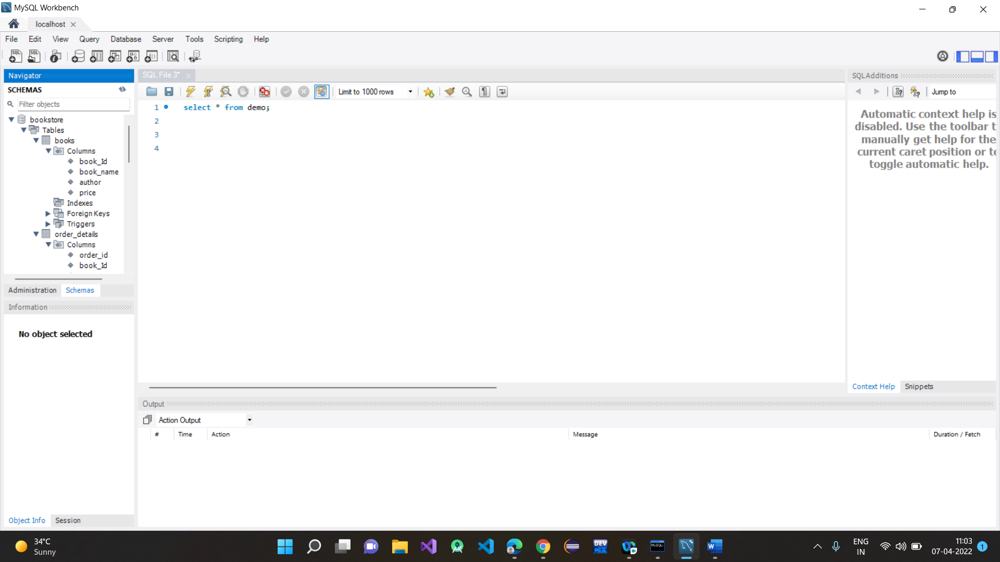 MySQL Workbench
localhost
File Edit View Query Database Server Tools Scripting Help
Navigator
SCHEMAS
Filter objects
bookstore
Tables
books
Columns
book_Id
book_name
author
price
Indexes
Foreign Keys
Triggers
order_details
Columns
order_id
book_Id
Administration Schemas
Information
No object selected
Object Info Session
SQL File 3*
Limit to 1000 rows
1 select * from demo;
2
3
4
SQLAdditions
Jump to
Automatic context help is
disabled. Use the toolbar t
manually get help for the
current caret position or to
toggle automatic help.
Context Help Snippets
Output
Action Output
# Time Action Message Duration / Fetch
34°C
Sunny
DEV
MySQL
ENG
IN
11:03
07-04-2022
1